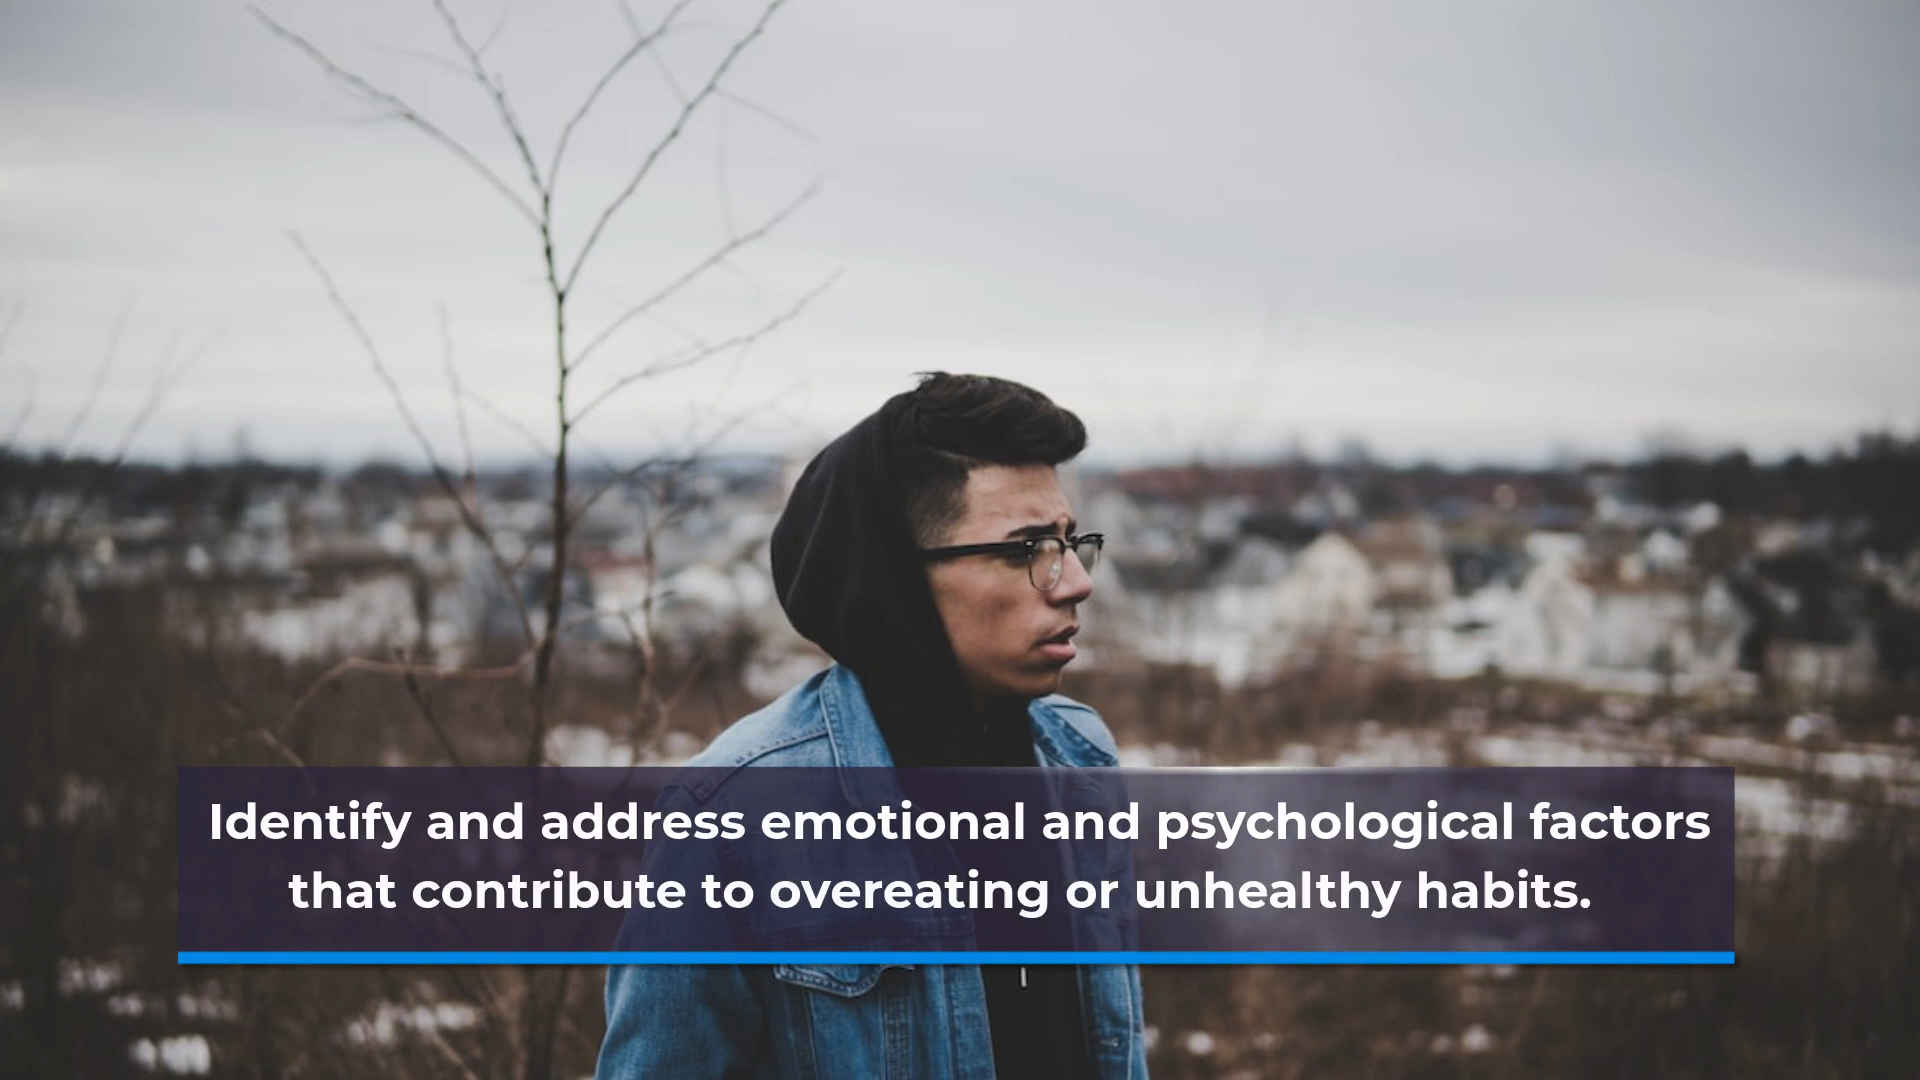 Identify and address emotional and psychological factors
that contribute to overeating or unhealthy habits.